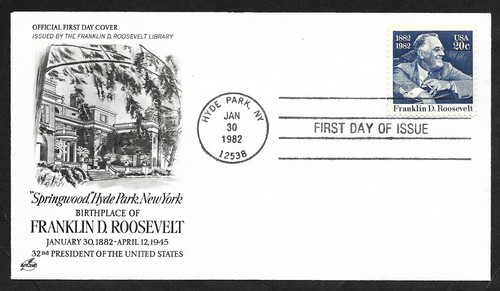 OFFICIAL FIRST DAY COVER
ISSUED BY THE FRANKLIN D. ROOSEVELT LIBRARY
"Springwood," Hyde Park, New York
BIRTHPLACE OF
FRANKLIN D. ROOSEVELT
JANUARY 30, 1882-APRIL 12, 1945
32nd PRESIDENT OF THE UNITED STATES
HYDE PARK, NY
JAN
30
1982
12538
FIRST DAY OF ISSUE
1882
1982
USA
20c
Franklin D. Roosevelt